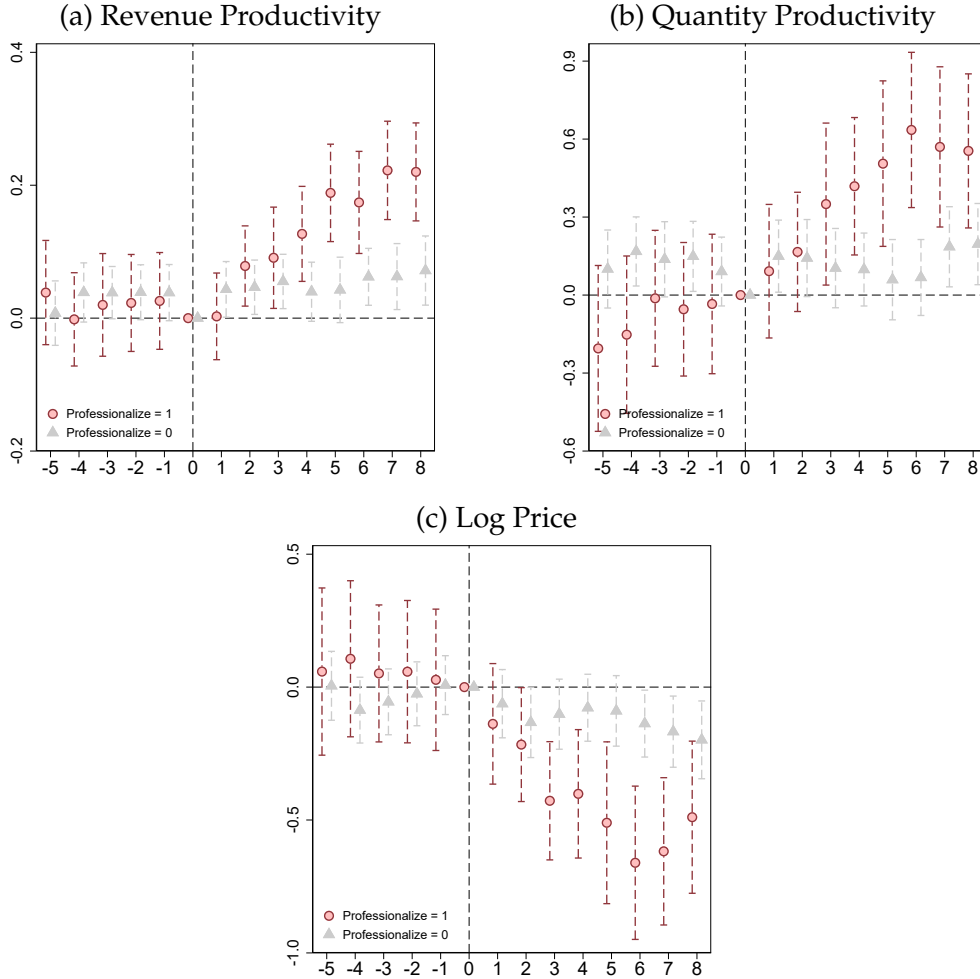 (a) Revenue Productivity
0.4
0.2
0.0
-0.2
Professionalize = 1
Professionalize = 0
-5 -4 -3 -2 -1 0 1 2 3 4 5 6 7 8
(b) Quantity Productivity
0.9
0.6
0.3
0.0
-0.3
-0.6
Professionalize = 1
Professionalize = 0
-5 -4 -3 -2 -1 0 1 2 3 4 5 6 7 8
(c) Log Price
0.5
0.0
-0.5
-1.0
Professionalize = 1
Professionalize = 0
-5 -4 -3 -2 -1 0 1 2 3 4 5 6 7 8